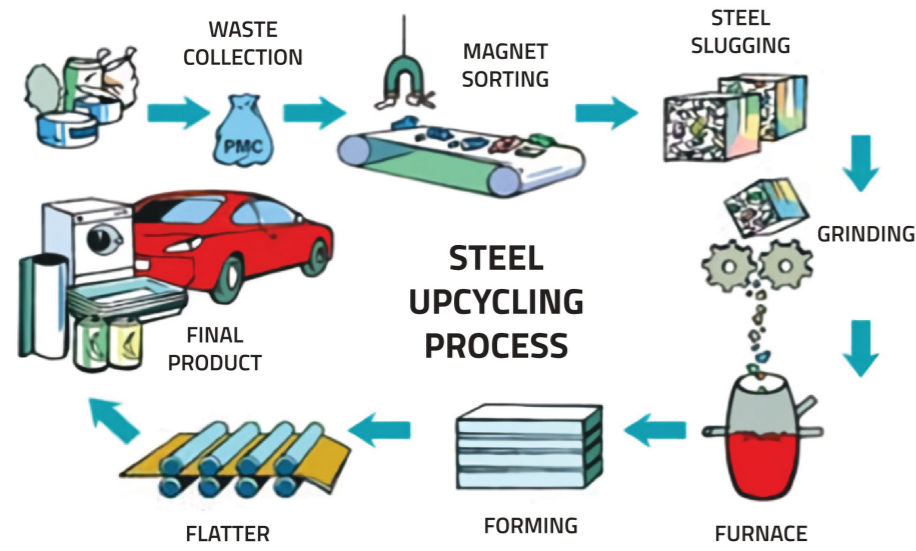 WASTE
COLLECTION
PMC
MAGNET
SORTING
STEEL
SLUGGING
GRINDING
STEEL
UPCYCLING
PROCESS
FINAL
PRODUCT
FLATTER
FORMING
FURNACE